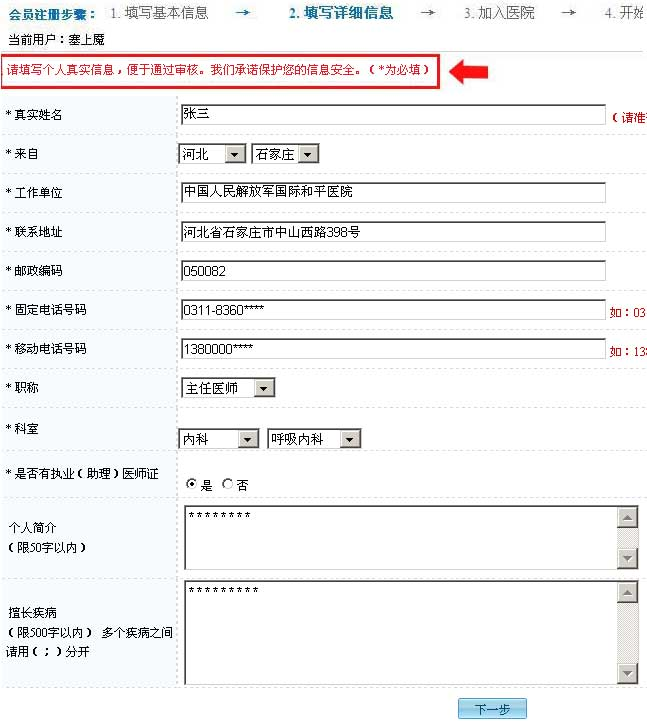 会员注册步骤： 1. 填写基本信息 → 2. 填写详细信息 → 3. 加入医院 → 4. 开始
当前用户：塞上魇
请填写个人真实信息，便于通过审核。我们承诺保护您的信息安全。（*为必填）
* 真实姓名 张三 （请准
* 来自 河北 石家庄
* 工作单位 中国人民解放军国际和平医院
* 联系地址 河北省石家庄市中山西路398号
* 邮政编码 050082
* 固定电话号码 0311-8360**** 如：03
* 移动电话号码 1380000**** 如：138
* 职称 主任医师
* 科室 内科 呼吸内科
* 是否有执业（助理）医师证 是 否
个人简介 ********
（限50字以内）
擅长疾病 *********
（限500字以内） 多个疾病之间
请用（；）分开
下一步